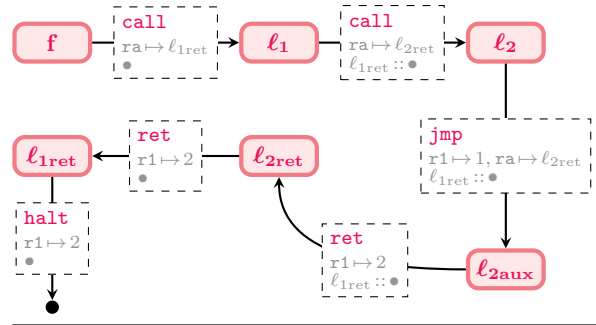 f
call
ra ↦ ℓ1ret
●
ℓ1
call
ra ↦ ℓ2ret
ℓ1ret :: ●
ℓ2
jmp
r1 ↦ 1, ra ↦ ℓ2ret
ℓ1ret :: ●
ℓ2aux
ret
r1 ↦ 2
ℓ1ret :: ●
ℓ2ret
ret
r1 ↦ 2
●
ℓ1ret
halt
r1 ↦ 2
●